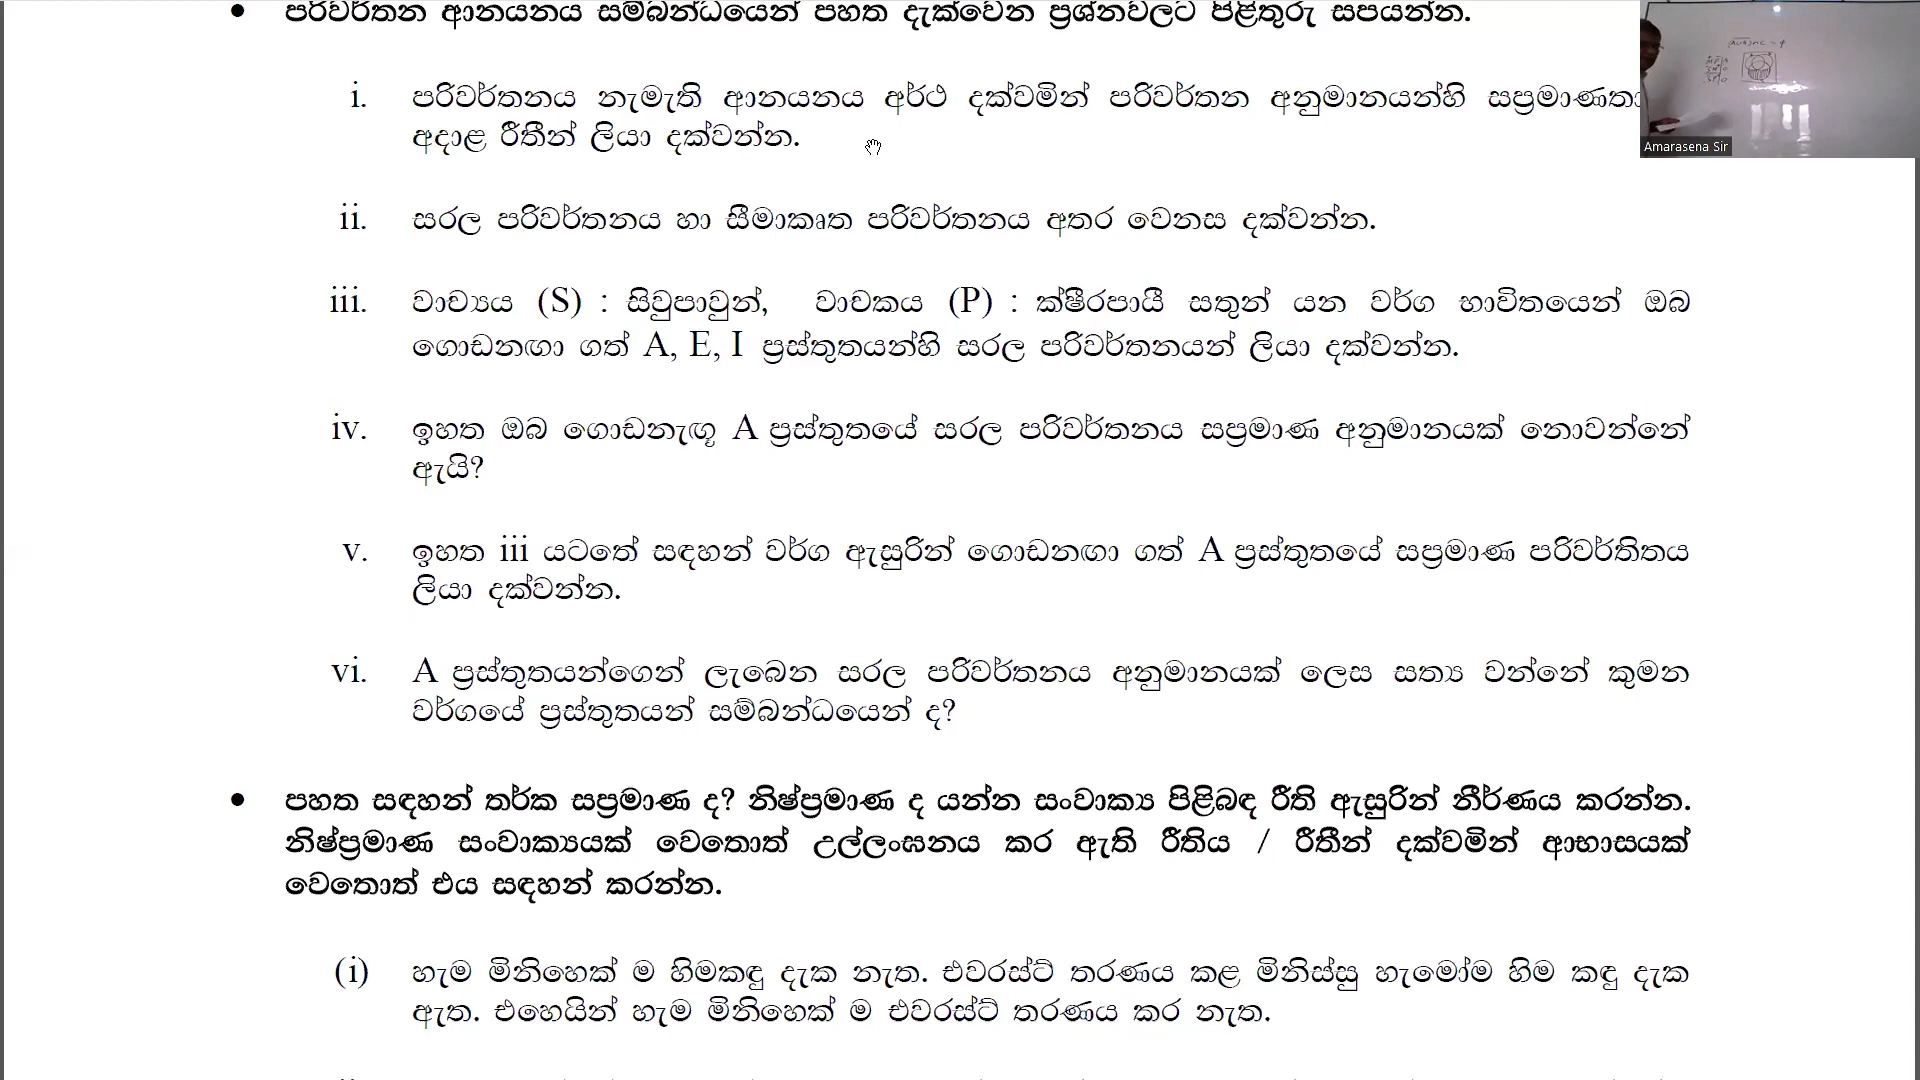 පරිවර්තන ආනයනය සම්බන්ධයෙන් පහත දැක්වෙන ප්‍රශ්නවලට පිළිතුරු සපයන්න.
i. පරිවර්තනය නැමැති ආනයනය අර්ථ දක්වමින් පරිවර්තන අනුමානයන්හි
අදාළ රීතීන් ලියා දක්වන්න.
Amarasena Sir
ii. සරල පරිවර්තනය හා සීමාකෘත පරිවර්තනය අතර වෙනස දක්වන්න.
iii. වාච්‍යය (S) : සිවුපාවුන්, වාචකය (P) : ක්ෂීරපායී සතුන් යන වර්ග භාවිතයෙන් ඔබ
ගොඩනඟා ගත් A, E, I ප්‍රස්තුතයන්හි සරල පරිවර්තනයන් ලියා දක්වන්න.
iv. ඉහත ඔබ ගොඩනැඟූ A ප්‍රස්තුතයේ සරල පරිවර්තනය සප්‍රමාණ අනුමානයක් නොවන්නේ
ඇයි?
v. ඉහත iii යටතේ සඳහන් වර්ග ඇසුරින් ගොඩනඟා ගත් A ප්‍රස්තුතයේ සප්‍රමාණ පරිවර්තිතය
ලියා දක්වන්න.
vi. A ප්‍රස්තුතයන්ගෙන් ලැබෙන සරල පරිවර්තනය අනුමානයක් ලෙස සත්‍ය වන්නේ කුමන
වර්ගයේ ප්‍රස්තුතයන් සම්බන්ධයෙන් ද?
පහත සඳහන් තර්ක සප්‍රමාණ ද? නිෂ්ප්‍රමාණ ද යන්න සංවාක්‍ය පිළිබඳ රීති ඇසුරින් නීර්ණය කරන්න.
නිෂ්ප්‍රමාණ සංවාක්‍යයක් වෙතොත් උල්ලංඝනය කර ඇති රීතිය / රීතීන් දක්වමින් ආභාසයක්
වෙතොත් එය සඳහන් කරන්න.
(i) හැම මිනිහෙක් ම හිමකඳු දැක නැත. එවරස්ට් තරණය කළ මිනිස්සු හැමෝම හිම කඳු දැක
ඇත. එහෙයින් හැම මිනිහෙක් ම එවරස්ට් තරණය කර නැත.